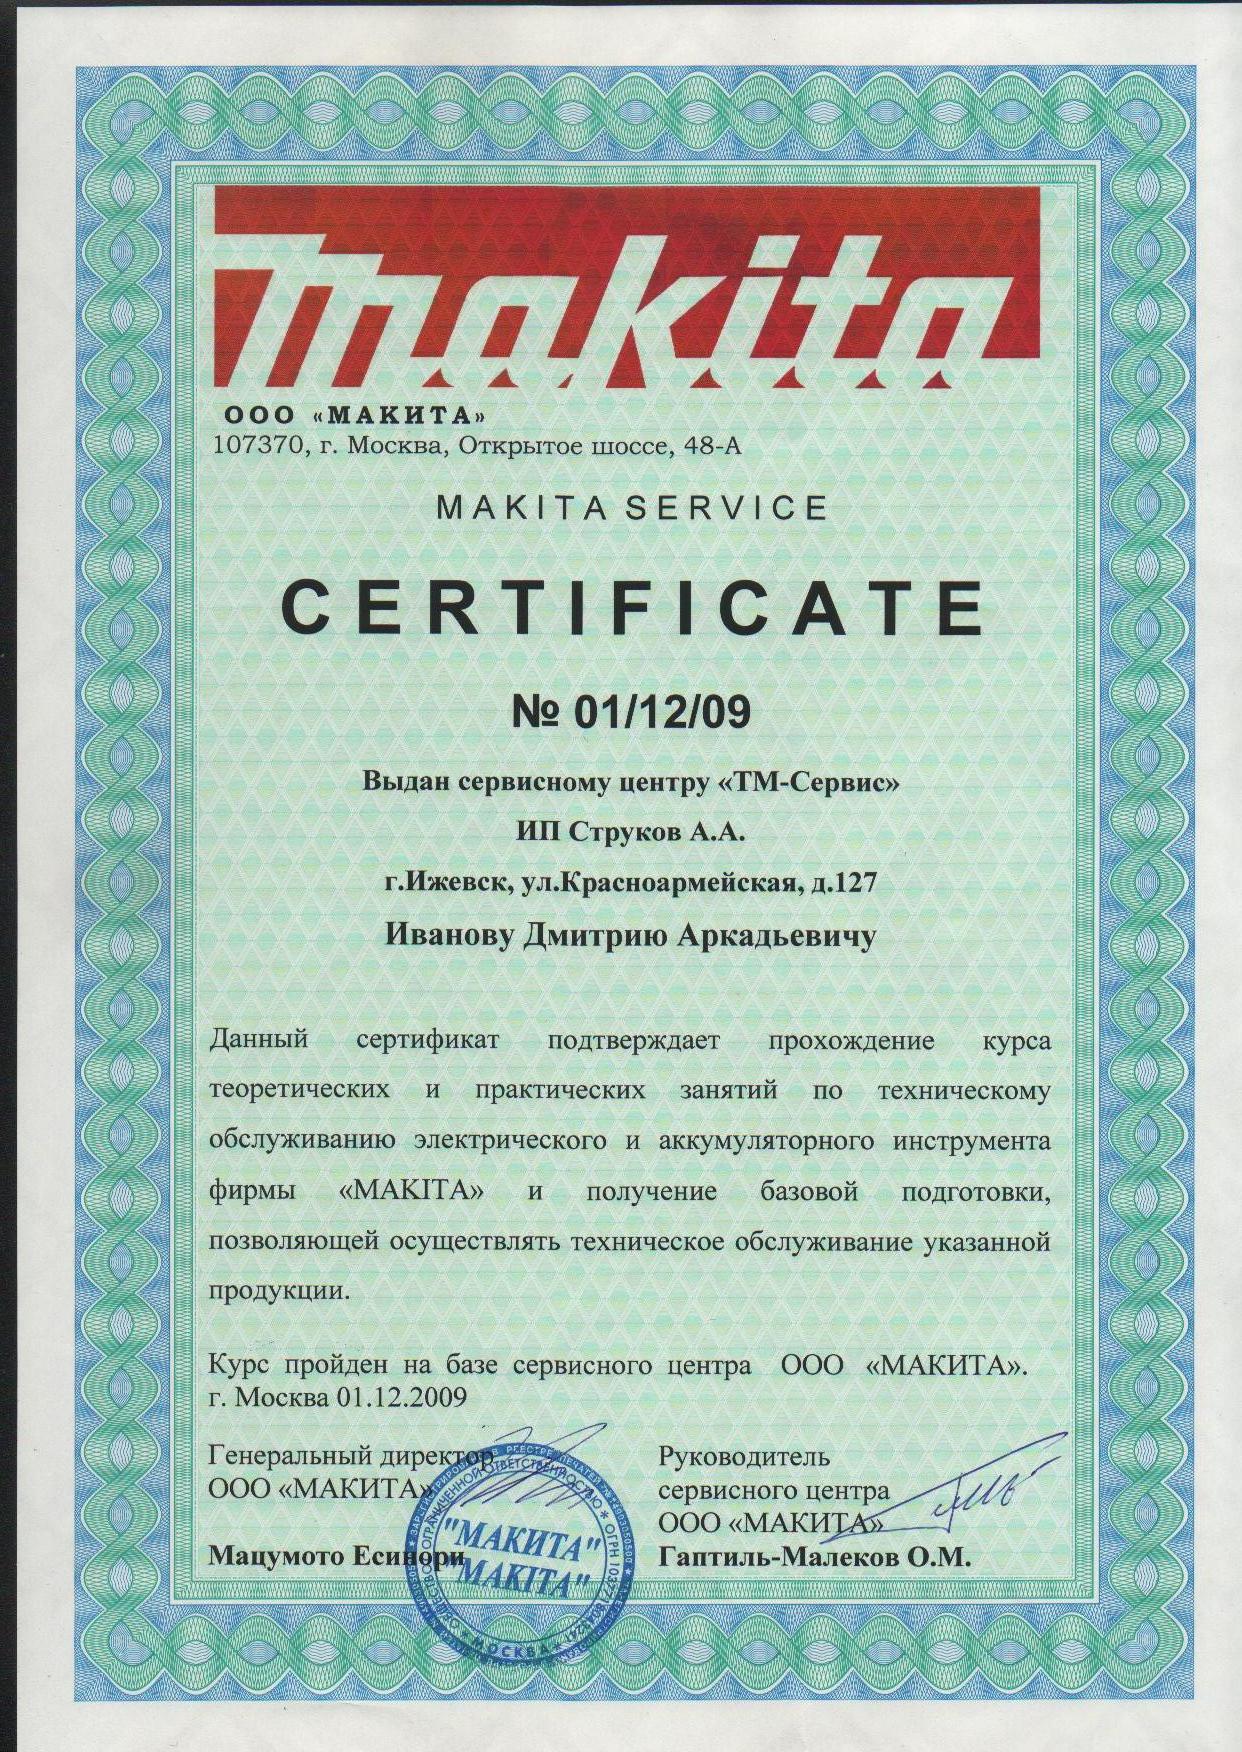 makita
ООО «МАКИТА»
107370, г. Москва, Открытое шоссе, 48-А
MAKITA SERVICE
CERTIFICATE
№ 01/12/09
Выдан сервисному центру «ТМ-Сервис»
ИП Струков А.А.
г.Ижевск, ул.Красноармейская, д.127
Иванову Дмитрию Аркадьевичу
Данный сертификат подтверждает прохождение курса
теоретических и практических занятий по техническому
обслуживанию электрического и аккумуляторного инструмента
фирмы «MAKITA» и получение базовой подготовки,
позволяющей осуществлять техническое обслуживание указанной
продукции.
Курс пройден на базе сервисного центра ООО «МАКИТА».
г. Москва 01.12.2009
Генеральный директор
ООО «МАКИТА»
Мацумото Есинори
Руководитель
сервисного центра
ООО «МАКИТА»
Гаптиль-Малеков О.М.
"МАКИТА"
"MAKITA"
МОСКВА